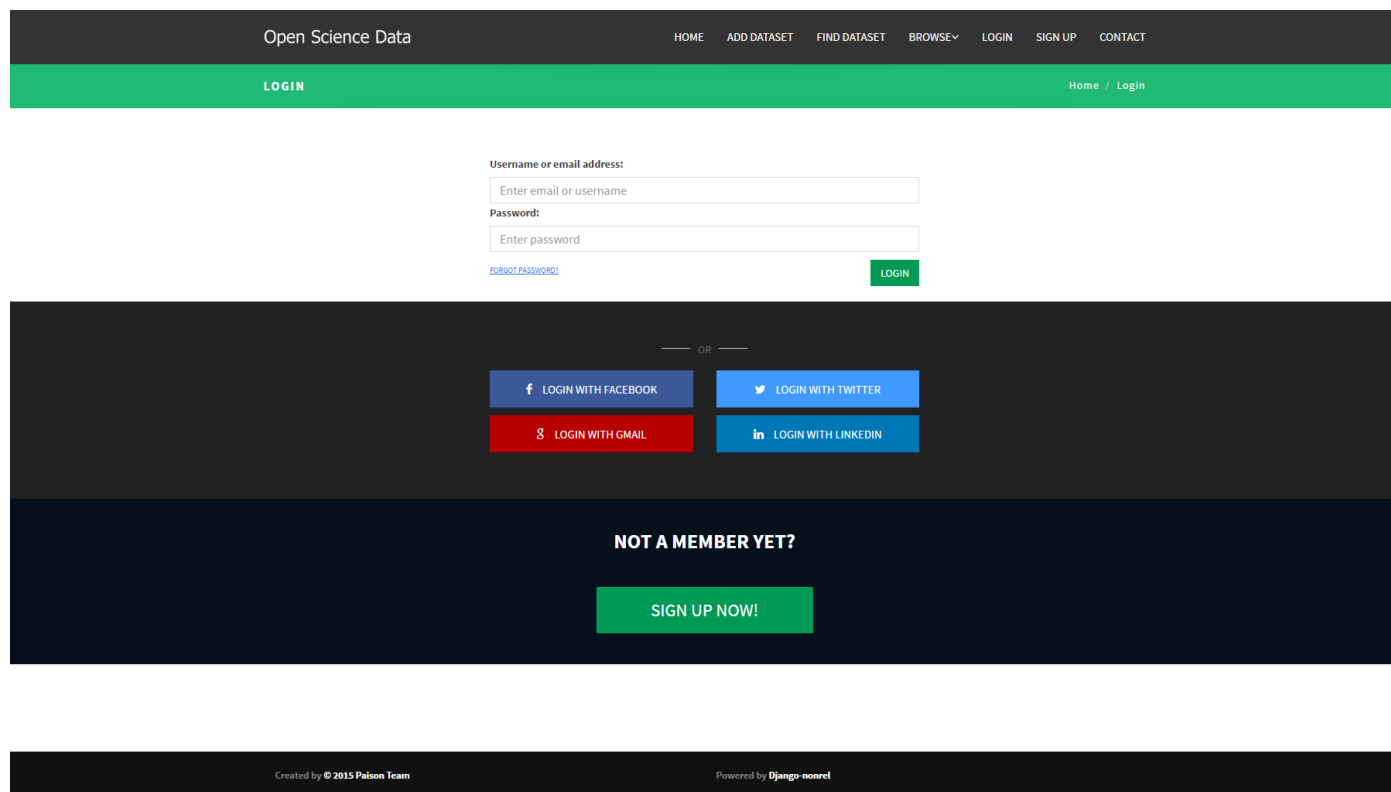 Open Science Data HOME ADD DATASET FIND DATASET BROWSE LOGIN SIGN UP CONTACT
LOGIN Home / Login
Username or email address:
Enter email or username
Password:
Enter password
FORGOT PASSWORD? LOGIN
OR
LOGIN WITH FACEBOOK LOGIN WITH TWITTER
LOGIN WITH GMAIL LOGIN WITH LINKEDIN
NOT A MEMBER YET?
SIGN UP NOW!
Created by © 2015 Paison Team Powered by Django-nonrel